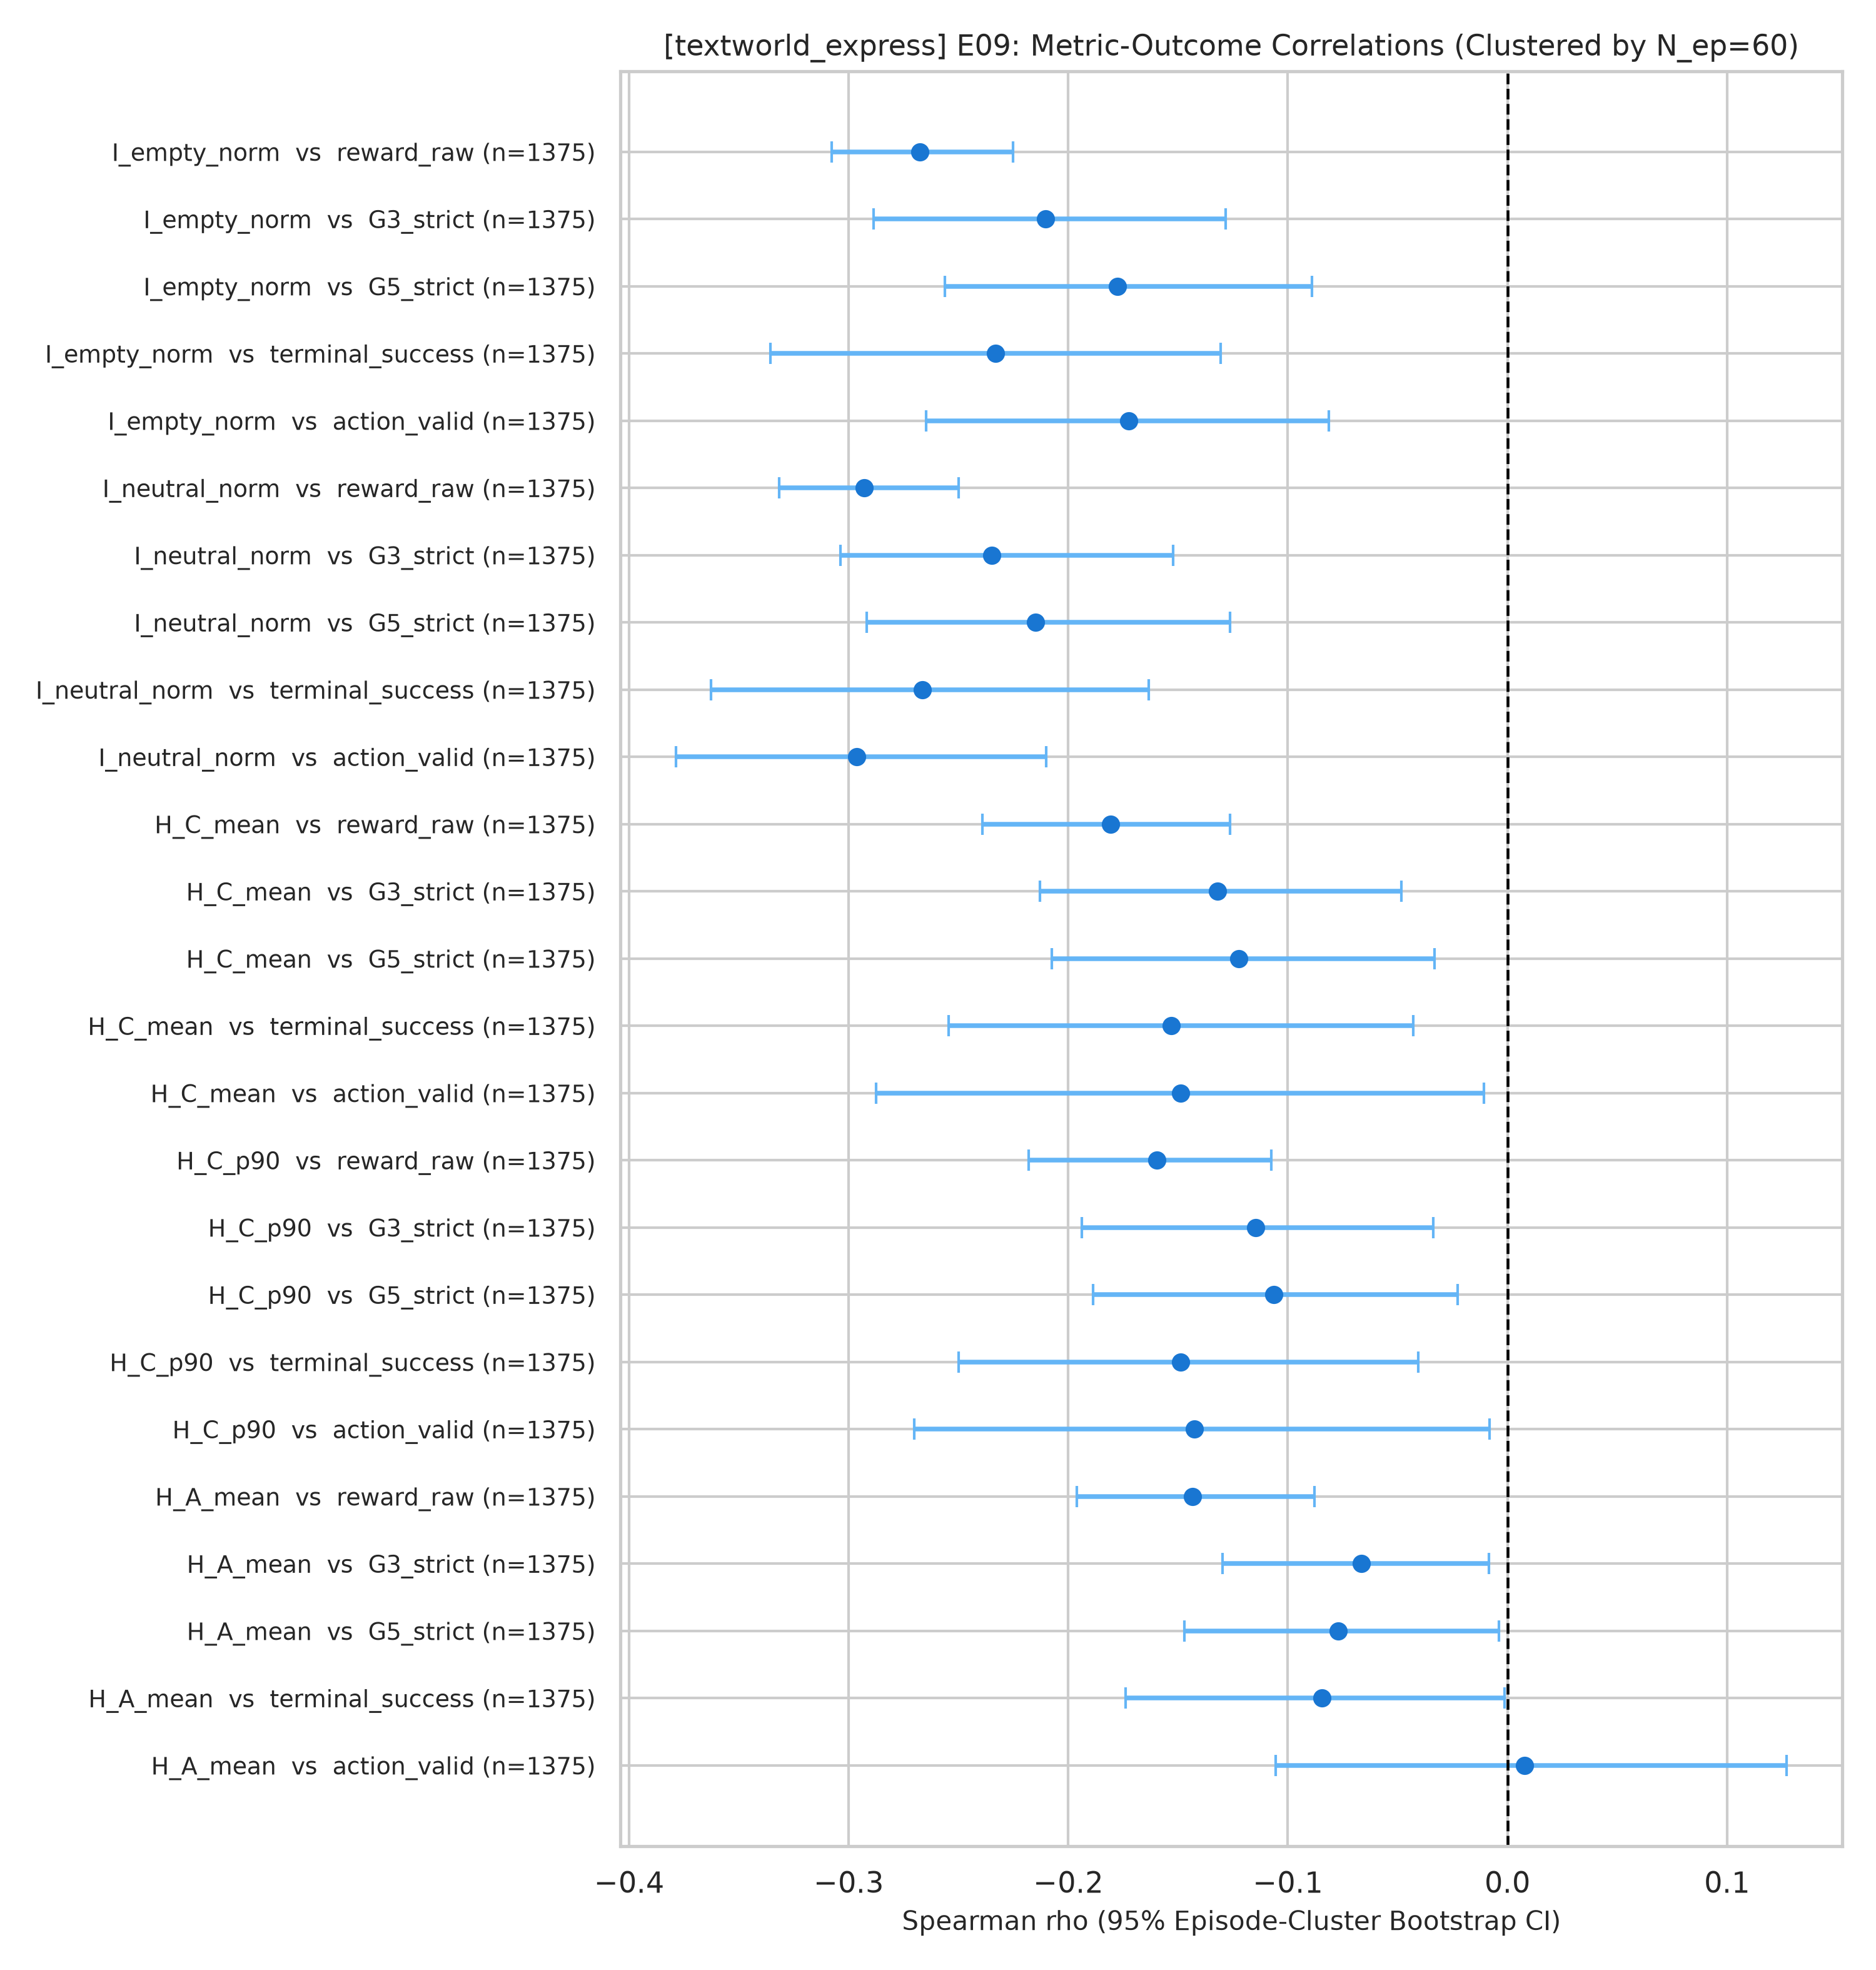 [textworld_express] E09: Metric-Outcome Correlations (Clustered by N_ep=60)
I_empty_norm  vs  reward_raw (n=1375)
I_empty_norm  vs  G3_strict (n=1375)
I_empty_norm  vs  G5_strict (n=1375)
I_empty_norm  vs  terminal_success (n=1375)
I_empty_norm  vs  action_valid (n=1375)
I_neutral_norm  vs  reward_raw (n=1375)
I_neutral_norm  vs  G3_strict (n=1375)
I_neutral_norm  vs  G5_strict (n=1375)
I_neutral_norm  vs  terminal_success (n=1375)
I_neutral_norm  vs  action_valid (n=1375)
H_C_mean  vs  reward_raw (n=1375)
H_C_mean  vs  G3_strict (n=1375)
H_C_mean  vs  G5_strict (n=1375)
H_C_mean  vs  terminal_success (n=1375)
H_C_mean  vs  action_valid (n=1375)
H_C_p90  vs  reward_raw (n=1375)
H_C_p90  vs  G3_strict (n=1375)
H_C_p90  vs  G5_strict (n=1375)
H_C_p90  vs  terminal_success (n=1375)
H_C_p90  vs  action_valid (n=1375)
H_A_mean  vs  reward_raw (n=1375)
H_A_mean  vs  G3_strict (n=1375)
H_A_mean  vs  G5_strict (n=1375)
H_A_mean  vs  terminal_success (n=1375)
H_A_mean  vs  action_valid (n=1375)
−0.4 −0.3 −0.2 −0.1 0.0 0.1
Spearman rho (95% Episode-Cluster Bootstrap CI)